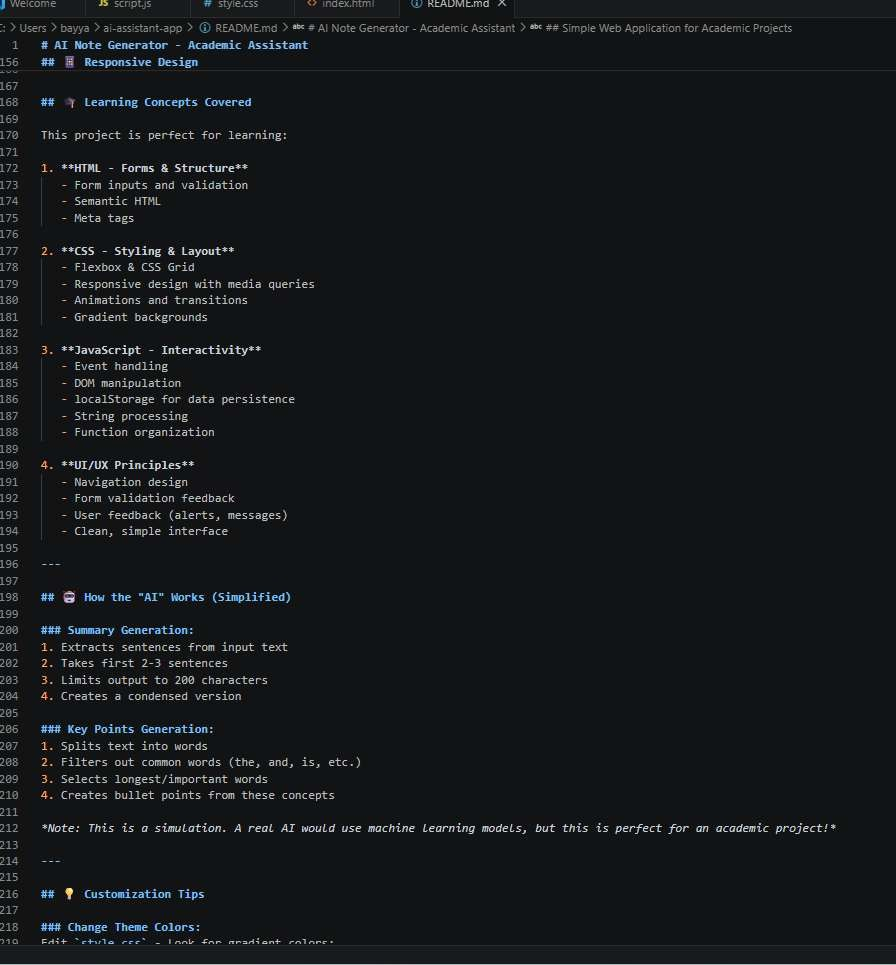 Welcome JS script.js # style.css <> index.html README.md ×
C: > Users > bayya > ai-assistant-app > README.md > abc # AI Note Generator - Academic Assistant > abc ## Simple Web Application for Academic Projects
1 # AI Note Generator - Academic Assistant
156 ## Responsive Design
167
168 ## Learning Concepts Covered
169
170 This project is perfect for learning:
171
172 1. **HTML - Forms & Structure**
173 - Form inputs and validation
174 - Semantic HTML
175 - Meta tags
176
177 2. **CSS - Styling & Layout**
178 - Flexbox & CSS Grid
179 - Responsive design with media queries
180 - Animations and transitions
181 - Gradient backgrounds
182
183 3. **JavaScript - Interactivity**
184 - Event handling
185 - DOM manipulation
186 - localStorage for data persistence
187 - String processing
188 - Function organization
189
190 4. **UI/UX Principles**
191 - Navigation design
192 - Form validation feedback
193 - User feedback (alerts, messages)
194 - Clean, simple interface
195
196 ---
197
198 ## 🤖 How the "AI" Works (Simplified)
199
200 ### Summary Generation:
201 1. Extracts sentences from input text
202 2. Takes first 2-3 sentences
203 3. Limits output to 200 characters
204 4. Creates a condensed version
205
206 ### Key Points Generation:
207 1. Splits text into words
208 2. Filters out common words (the, and, is, etc.)
209 3. Selects longest/important words
210 4. Creates bullet points from these concepts
211
212 *Note: This is a simulation. A real AI would use machine learning models, but this is perfect for an academic project!*
213
214 ---
215
216 ## 💡 Customization Tips
217
218 ### Change Theme Colors:
219 Edit `style.css` - Look for gradient colors: